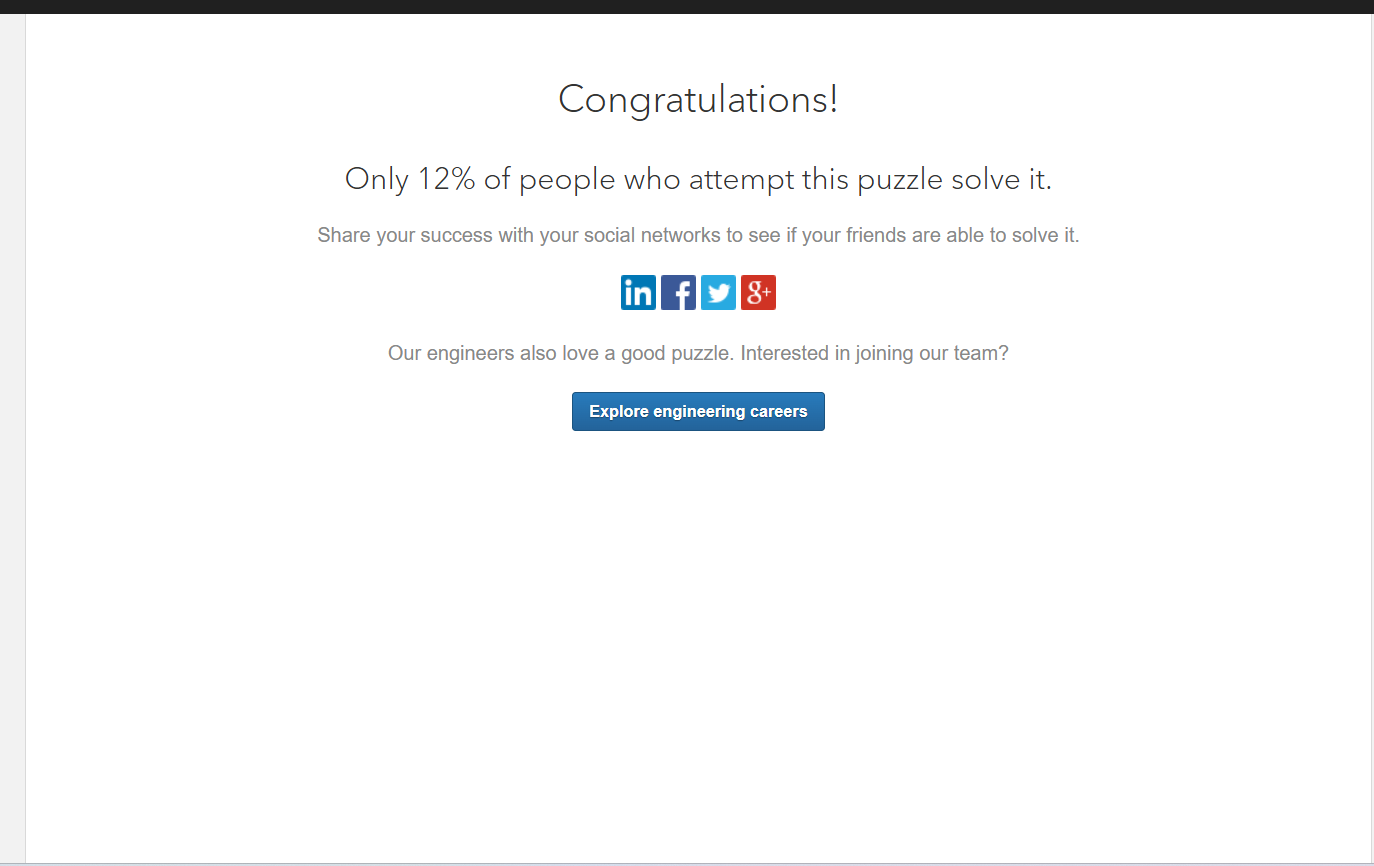 Congratulations!
Only 12% of people who attempt this puzzle solve it.
Share your success with your social networks to see if your friends are able to solve it.
in f g+
Our engineers also love a good puzzle. Interested in joining our team?
Explore engineering careers